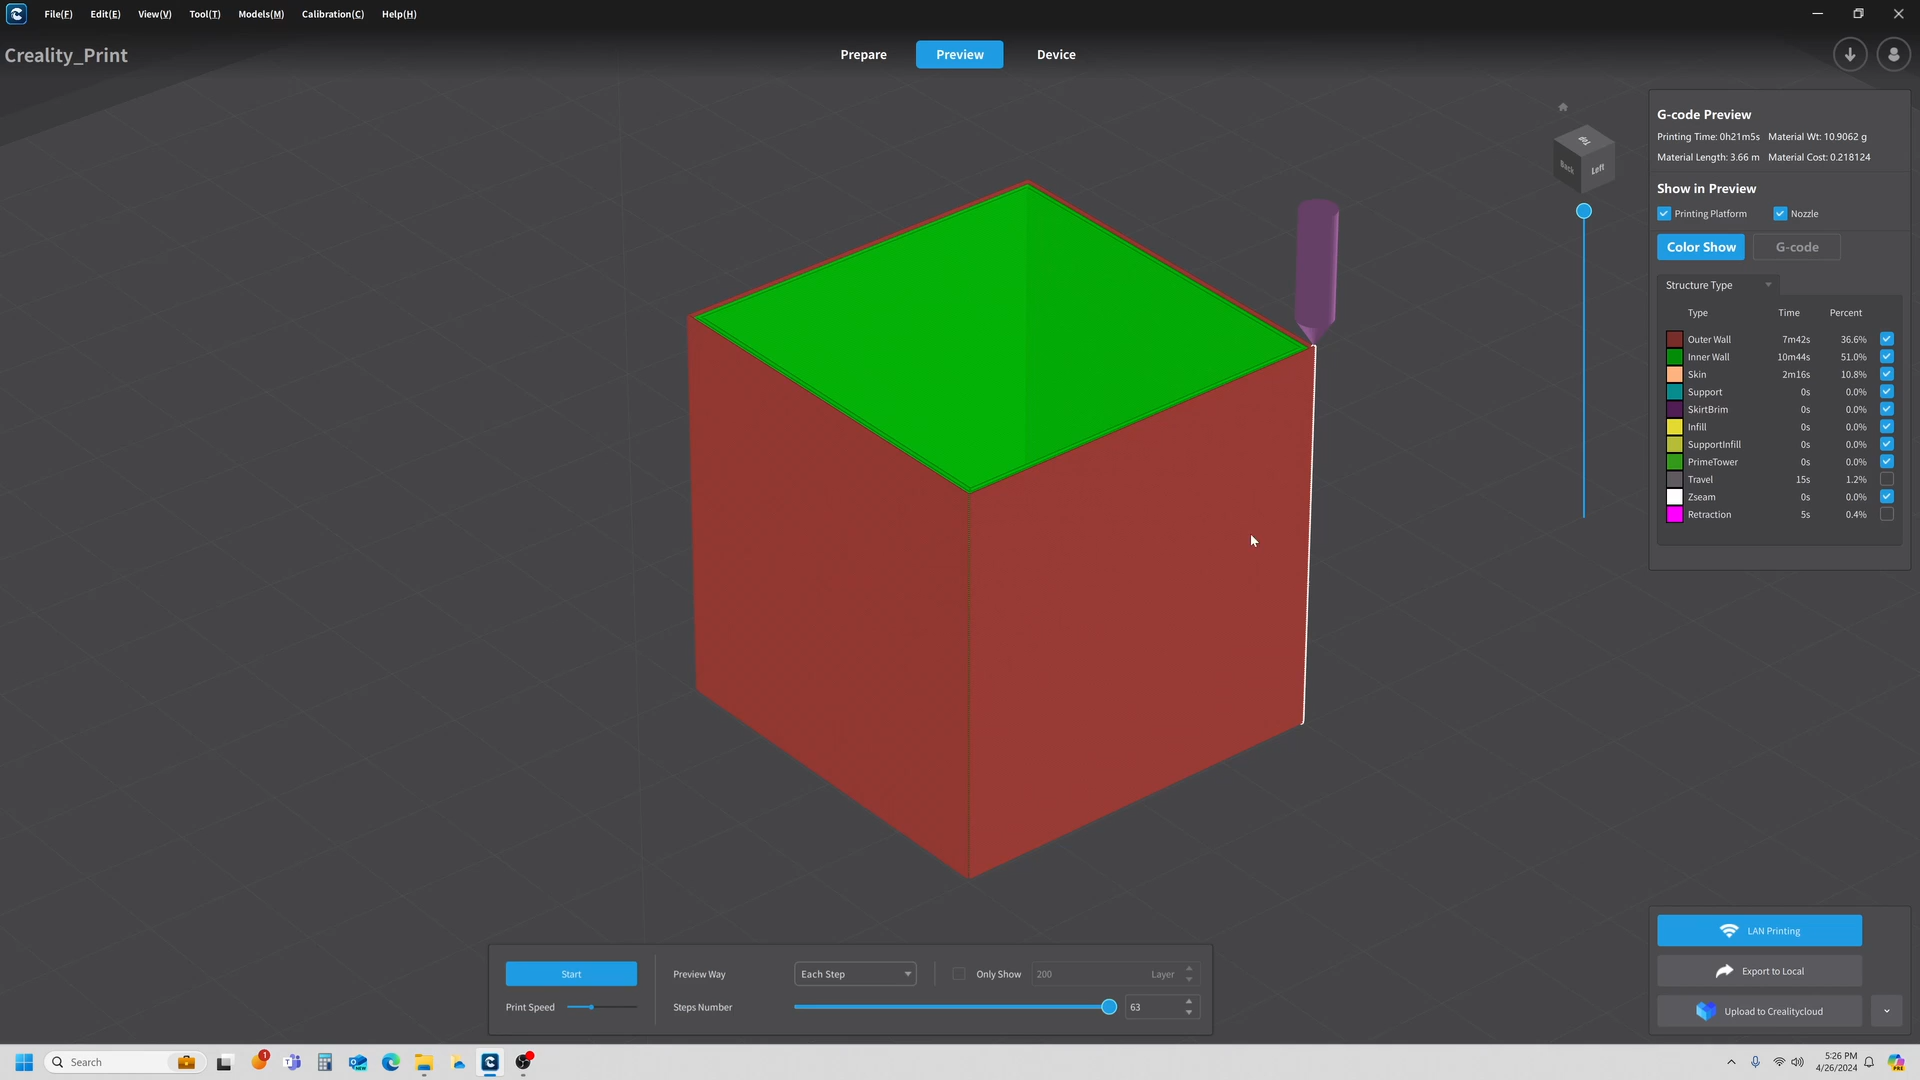 File(F) Edit(E) View(V) Tool(T) Models(M) Calibration(C) Help(H)
Creality_Print
Prepare Preview Device
Top
Back Left
G-code Preview
Printing Time: 0h21m5s Material Wt: 10.9062 g
Material Length: 3.66 m Material Cost: 0.218124
Show in Preview
Printing Platform Nozzle
Color Show G-code
Structure Type
Type Time Percent
Outer Wall 7m42s 36.6%
Inner Wall 10m44s 51.0%
Skin 2m16s 10.8%
Support 0s 0.0%
SkirtBrim 0s 0.0%
Infill 0s 0.0%
SupportInfill 0s 0.0%
PrimeTower 0s 0.0%
Travel 15s 1.2%
Zseam 0s 0.0%
Retraction 5s 0.4%
LAN Printing
Export to Local
Upload to Crealitycloud
Start Preview Way Each Step Only Show 200 Layer
Print Speed Steps Number 63
Search
1
NEW
5:26 PM
4/26/2024
PRE